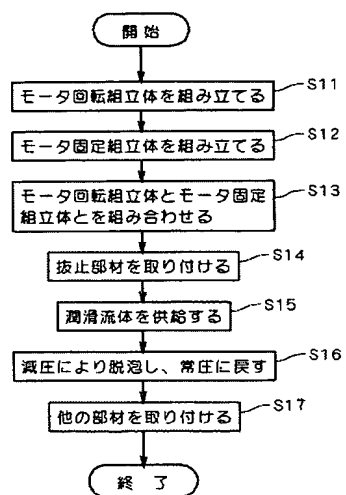 開始
モータ回転組立体を組み立てる S11
モータ固定組立体を組み立てる S12
モータ回転組立体とモータ固定 S13
組立体とを組み合わせる
抜止部材を取り付ける S14
潤滑流体を供給する S15
減圧により脱泡し、常圧に戻す S16
他の部材を取り付ける S17
終了